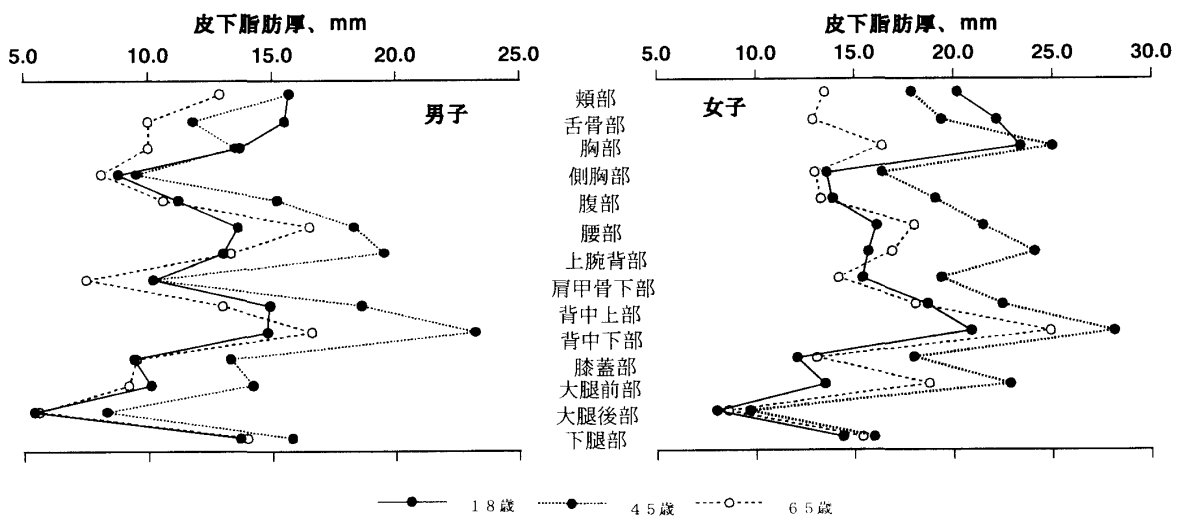 皮下脂肪厚、mm
5.0 10.0 15.0 20.0 25.0
男子
皮下脂肪厚、mm
5.0 10.0 15.0 20.0 25.0 30.0
女子
頬部
舌骨部
胸部
側胸部
腹部
腰部
上腕背部
肩甲骨下部
背中上部
背中下部
膝蓋部
大腿前部
大腿後部
下腿部
18歳 45歳 65歳